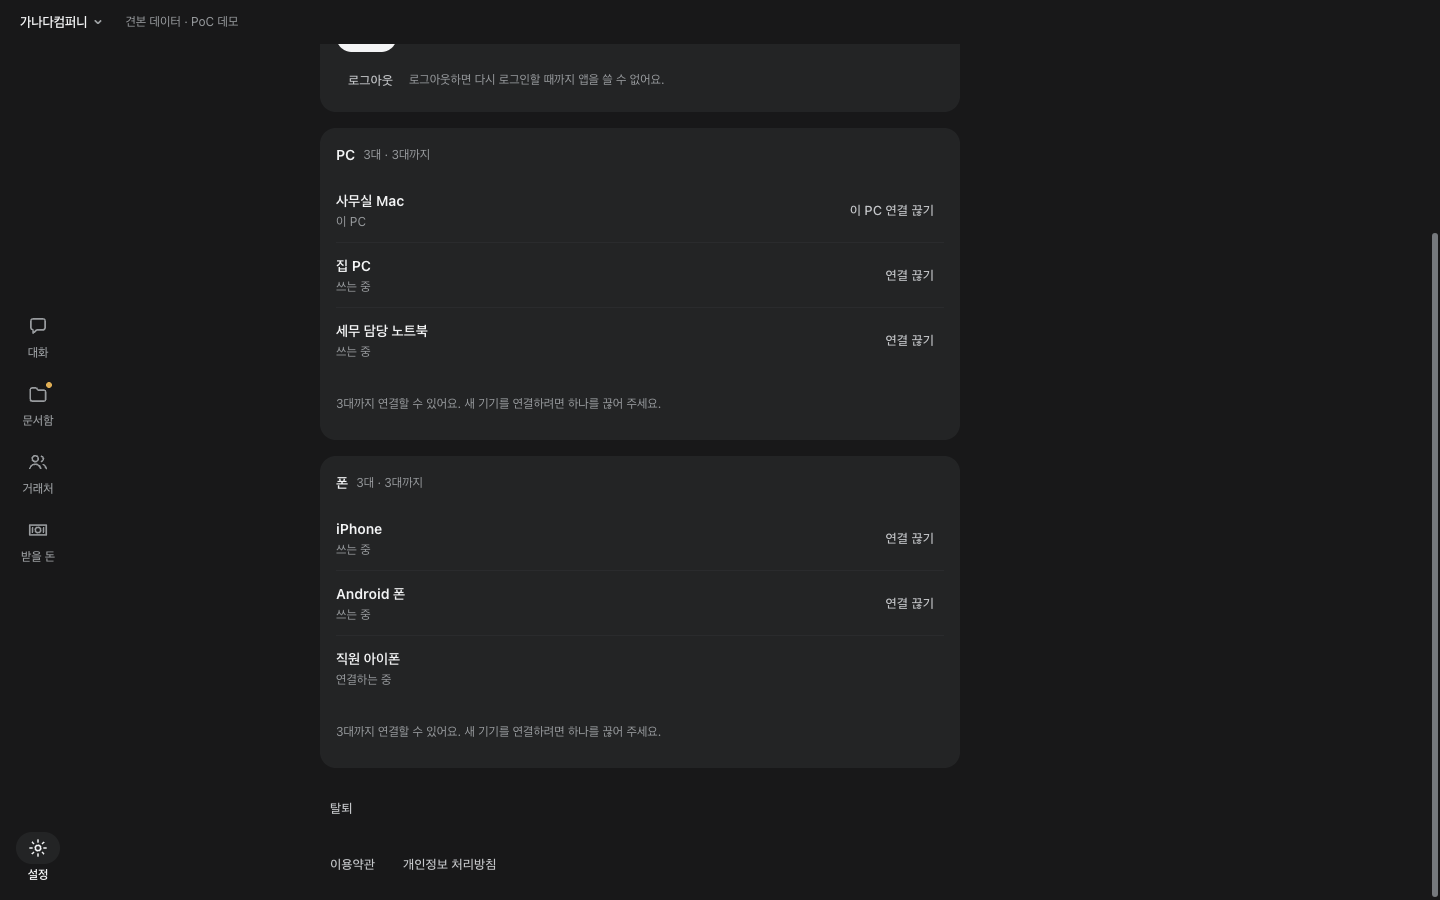 가나다컴퍼니 견본 데이터 · PoC 데모
로그아웃 로그아웃하면 다시 로그인할 때까지 앱을 쓸 수 없어요.
PC 3대 · 3대까지
사무실 Mac
이 PC
이 PC 연결 끊기
집 PC
쓰는 중
연결 끊기
세무 담당 노트북
쓰는 중
연결 끊기
3대까지 연결할 수 있어요. 새 기기를 연결하려면 하나를 끊어 주세요.
폰 3대 · 3대까지
iPhone
쓰는 중
연결 끊기
Android 폰
쓰는 중
연결 끊기
직원 아이폰
연결하는 중
3대까지 연결할 수 있어요. 새 기기를 연결하려면 하나를 끊어 주세요.
탈퇴
이용약관 개인정보 처리방침
대화
문서함
거래처
받을 돈
설정